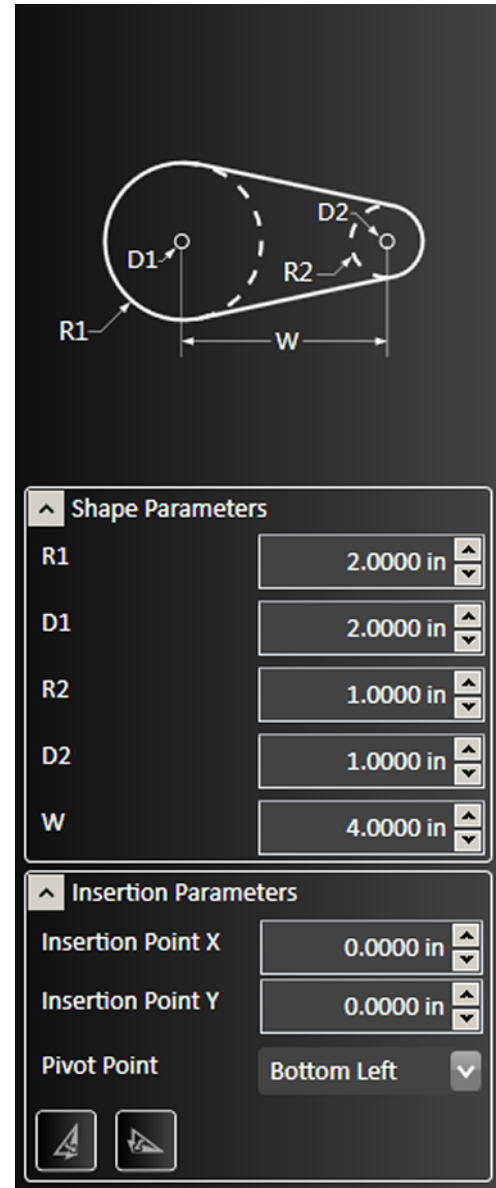 D2
D1
R2
R1
W
Shape Parameters
R1 2.0000 in
D1 2.0000 in
R2 1.0000 in
D2 1.0000 in
W 4.0000 in
Insertion Parameters
Insertion Point X 0.0000 in
Insertion Point Y 0.0000 in
Pivot Point Bottom Left